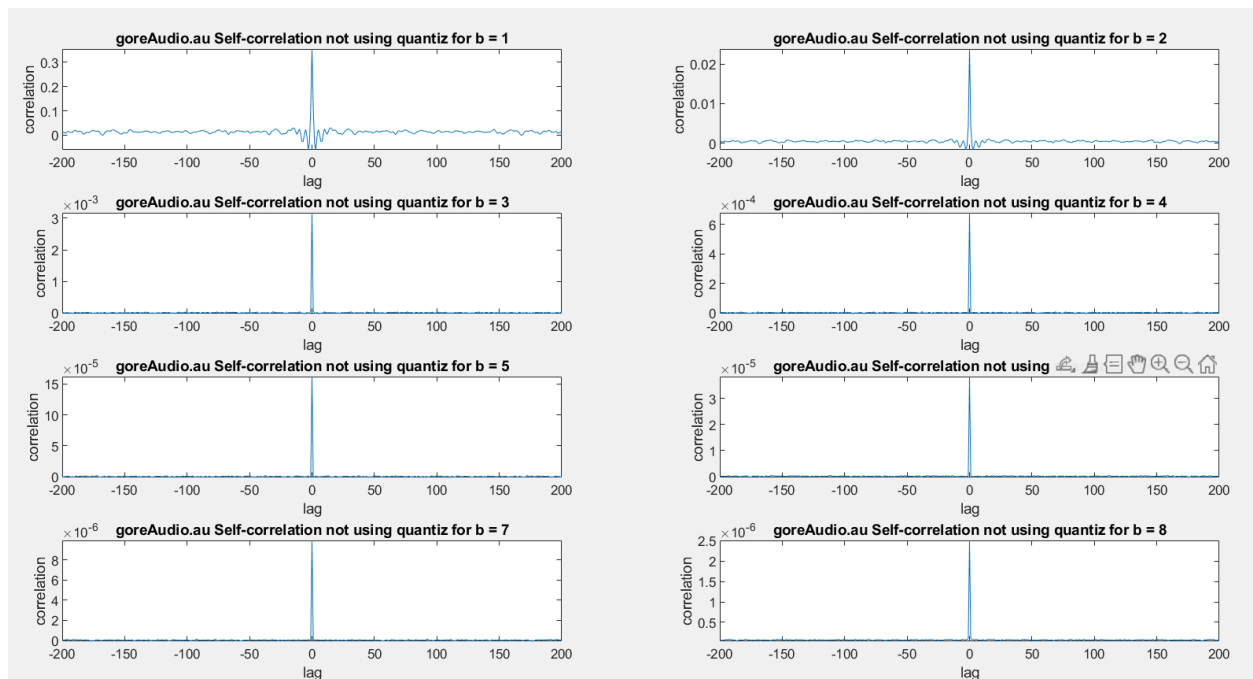 goreAudio.au Self-correlation not using quantiz for b = 1
correlation
0.3
0.2
0.1
0
-200 -150 -100 -50 0 50 100 150 200
lag
goreAudio.au Self-correlation not using quantiz for b = 2
correlation
0.02
0.01
0
-200 -150 -100 -50 0 50 100 150 200
lag
goreAudio.au Self-correlation not using quantiz for b = 3
×10⁻³
correlation
3
2
1
0
-200 -150 -100 -50 0 50 100 150 200
lag
goreAudio.au Self-correlation not using quantiz for b = 4
×10⁻⁴
correlation
6
4
2
0
-200 -150 -100 -50 0 50 100 150 200
lag
goreAudio.au Self-correlation not using quantiz for b = 5
×10⁻⁵
correlation
15
10
5
0
-200 -150 -100 -50 0 50 100 150 200
lag
goreAudio.au Self-correlation not using
×10⁻⁵
correlation
3
2
1
0
-200 -150 -100 -50 0 50 100 150 200
lag
goreAudio.au Self-correlation not using quantiz for b = 7
×10⁻⁶
correlation
8
6
4
2
0
-200 -150 -100 -50 0 50 100 150 200
lag
goreAudio.au Self-correlation not using quantiz for b = 8
×10⁻⁶
correlation
2.5
2
1.5
1
0.5
-200 -150 -100 -50 0 50 100 150 200
lag